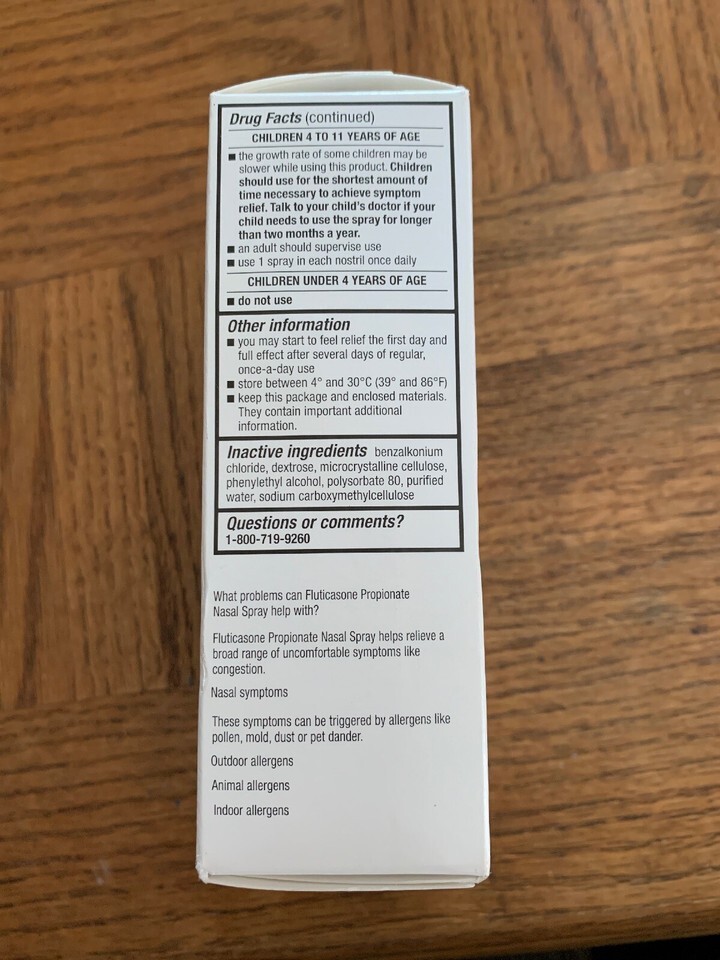 Drug Facts (continued)
CHILDREN 4 TO 11 YEARS OF AGE
■ the growth rate of some children may be
slower while using this product. Children
should use for the shortest amount of
time necessary to achieve symptom
relief. Talk to your child's doctor if your
child needs to use the spray for longer
than two months a year.
■ an adult should supervise use
■ use 1 spray in each nostril once daily
CHILDREN UNDER 4 YEARS OF AGE
■ do not use
Other information
■ you may start to feel relief the first day and
full effect after several days of regular,
once-a-day use
■ store between 4° and 30°C (39° and 86°F)
■ keep this package and enclosed materials.
They contain important additional
information.
Inactive ingredients benzalkonium
chloride, dextrose, microcrystalline cellulose,
phenylethyl alcohol, polysorbate 80, purified
water, sodium carboxymethylcellulose
Questions or comments?
1-800-719-9260
What problems can Fluticasone Propionate
Nasal Spray help with?
Fluticasone Propionate Nasal Spray helps relieve a
broad range of uncomfortable symptoms like
congestion.
Nasal symptoms
These symptoms can be triggered by allergens like
pollen, mold, dust or pet dander.
Outdoor allergens
Animal allergens
Indoor allergens